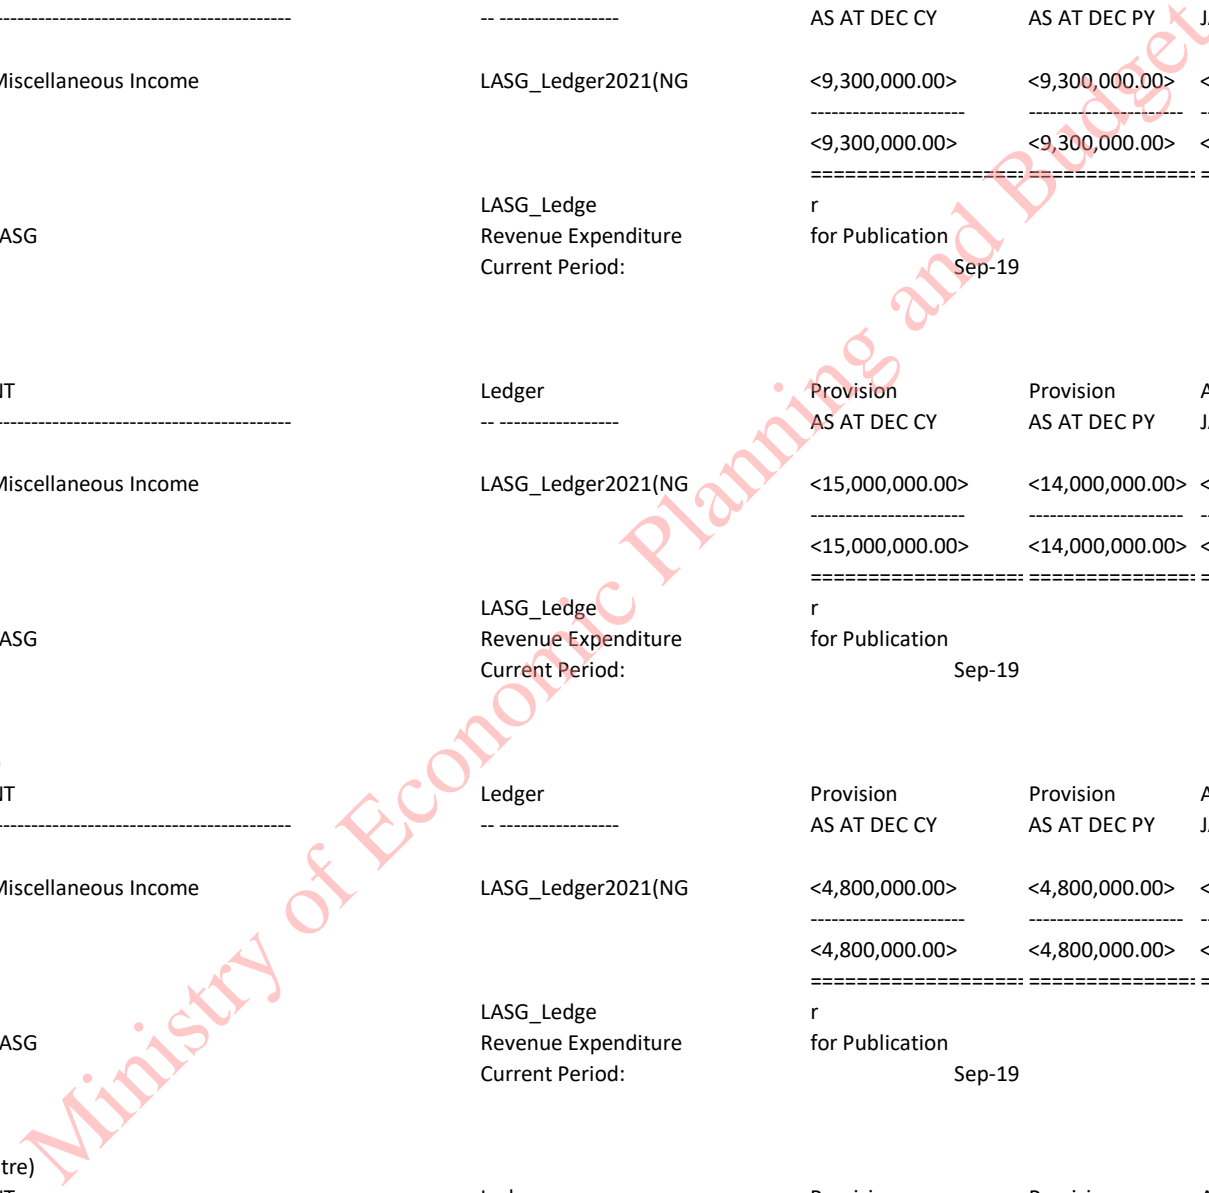 -- ----------------- AS AT DEC CY AS AT DEC PY
Miscellaneous Income LASG_Ledger2021(NG <9,300,000.00> <9,300,000.00> <
<9,300,000.00> <9,300,000.00> <
LASG_Ledge r
LASG Revenue Expenditure for Publication
Current Period: Sep-19
Ledger Provision Provision A
-- ----------------- AS AT DEC CY AS AT DEC PY
Miscellaneous Income LASG_Ledger2021(NG <15,000,000.00> <14,000,000.00> <
<15,000,000.00> <14,000,000.00> <
LASG_Ledge r
LASG Revenue Expenditure for Publication
Current Period: Sep-19
Ledger Provision Provision A
-- ----------------- AS AT DEC CY AS AT DEC PY
Miscellaneous Income LASG_Ledger2021(NG <4,800,000.00> <4,800,000.00> <
<4,800,000.00> <4,800,000.00> <
LASG_Ledge r
LASG Revenue Expenditure for Publication
Current Period: Sep-19
tre)
Ministry of Economic Planning and Budget